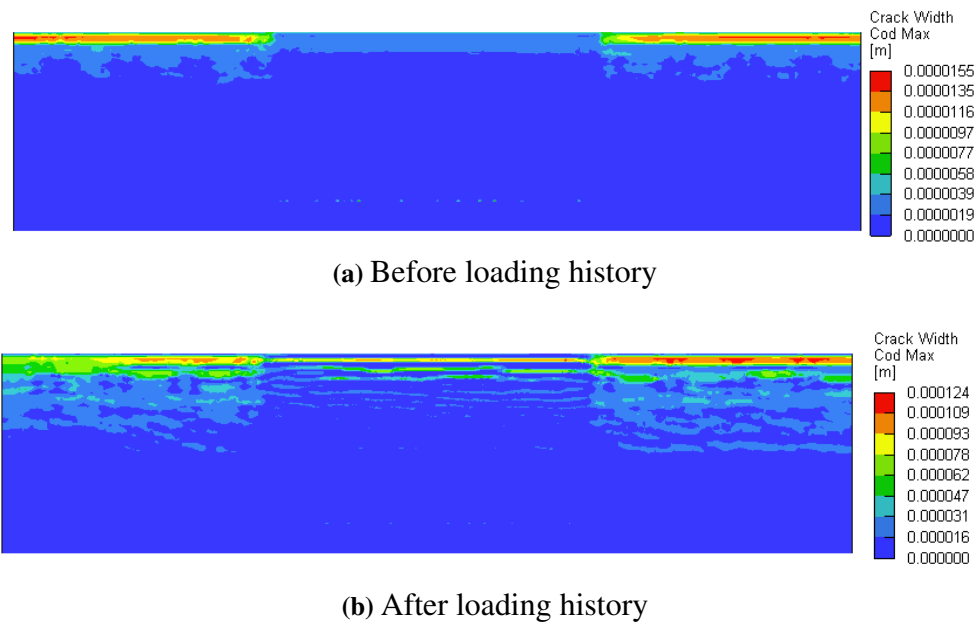 Crack Width
Cod Max
[m]
0.0000155
0.0000135
0.0000116
0.0000097
0.0000077
0.0000058
0.0000039
0.0000019
0.0000000
(a) Before loading history
Crack Width
Cod Max
[m]
0.000124
0.000109
0.000093
0.000078
0.000062
0.000047
0.000031
0.000016
0.000000
(b) After loading history